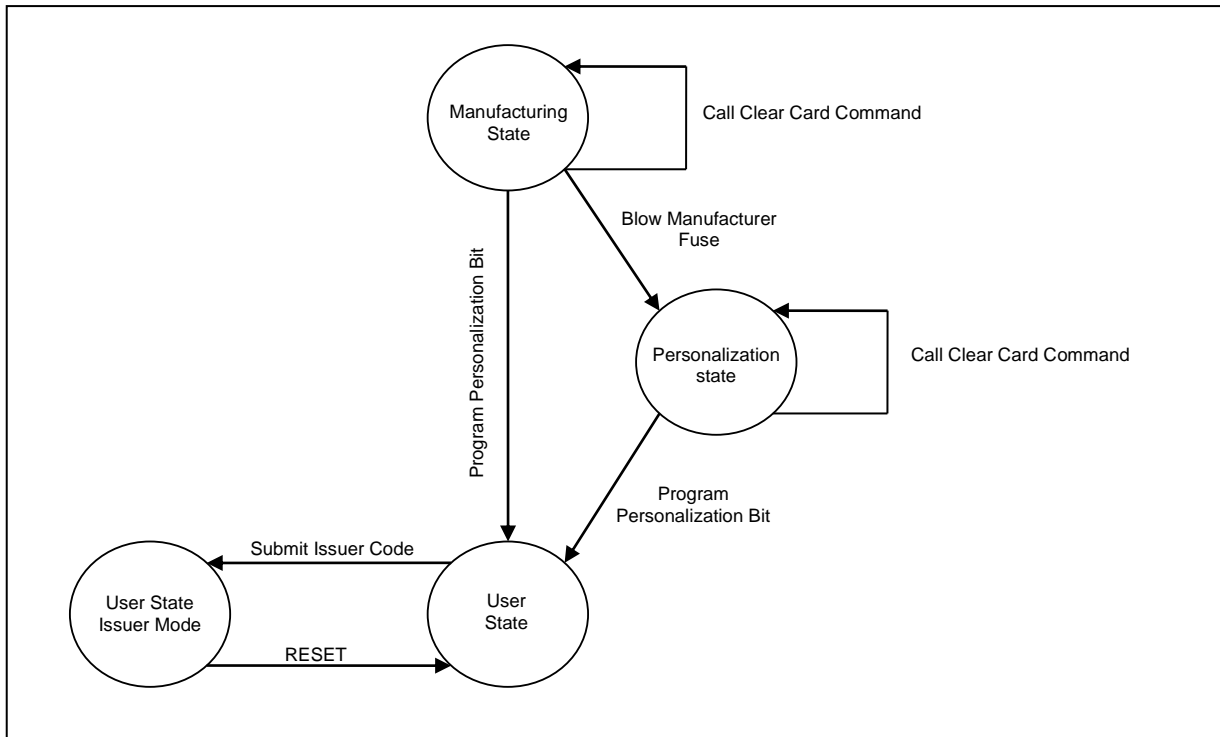 Manufacturing
State
Call Clear Card Command
Blow Manufacturer
Fuse
Program Personalization Bit
Personalization
state
Call Clear Card Command
Program
Personalization Bit
Submit Issuer Code
User State
Issuer Mode
User
State
RESET